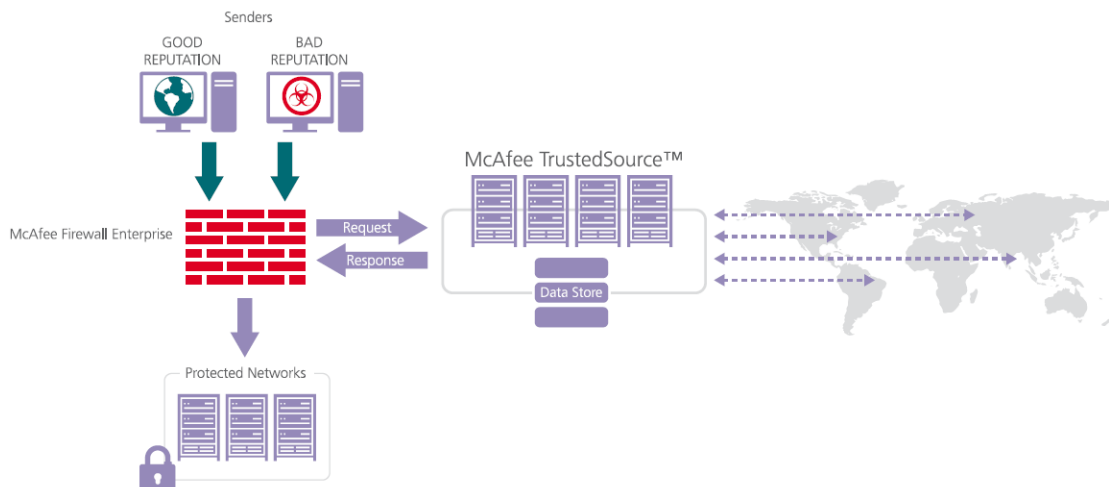 Senders
GOOD
REPUTATION
BAD
REPUTATION
McAfee TrustedSource™
McAfee Firewall Enterprise
Request
Response
Data Store
Protected Networks